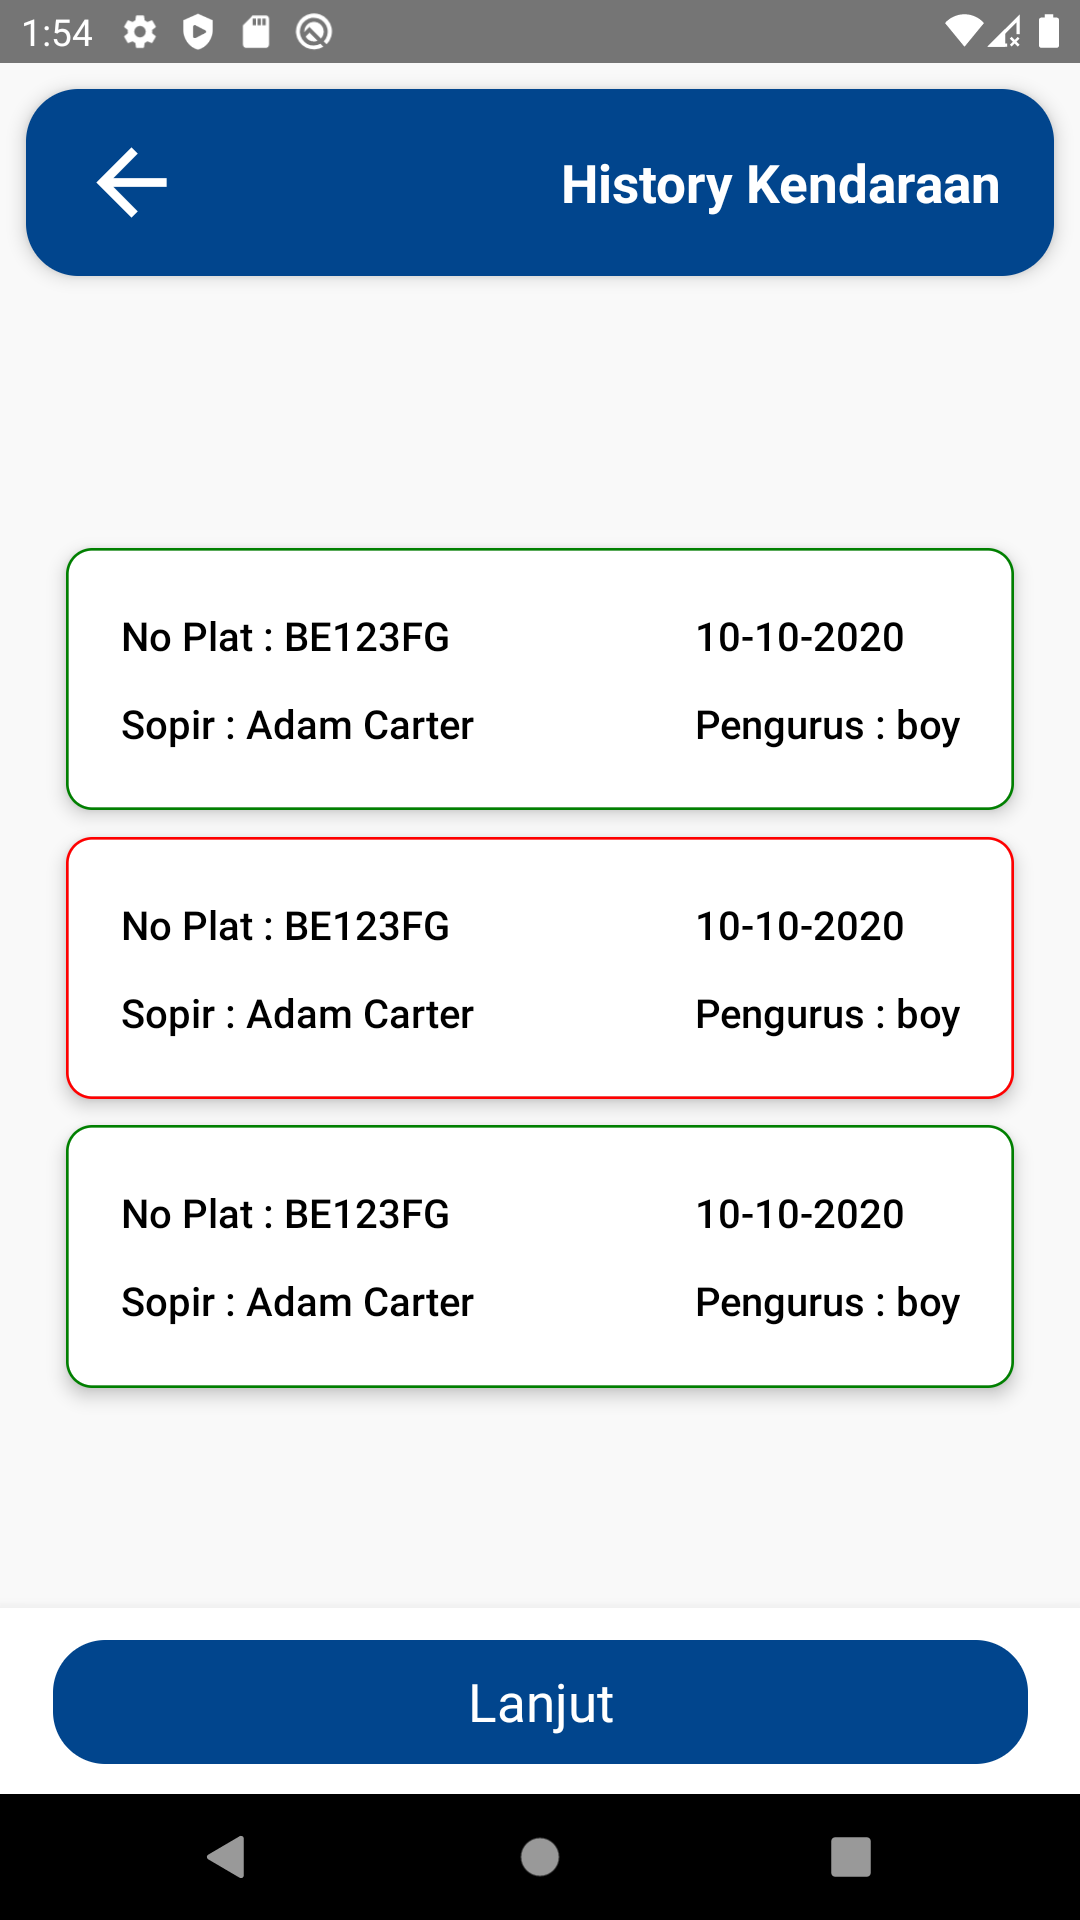 1:54
History Kendaraan
No Plat : BE123FG 10-10-2020
Sopir : Adam Carter Pengurus : boy
No Plat : BE123FG 10-10-2020
Sopir : Adam Carter Pengurus : boy
No Plat : BE123FG 10-10-2020
Sopir : Adam Carter Pengurus : boy
Lanjut